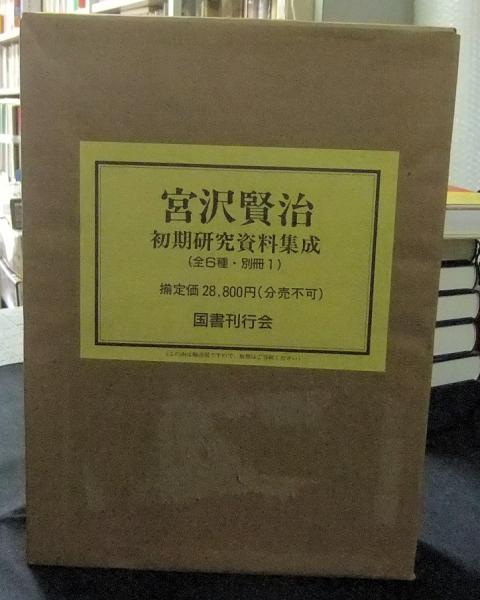 宮沢賢治
初期研究資料集成
(全6種・別冊1)
揃定価28,800円(分売不可)
国書刊行会